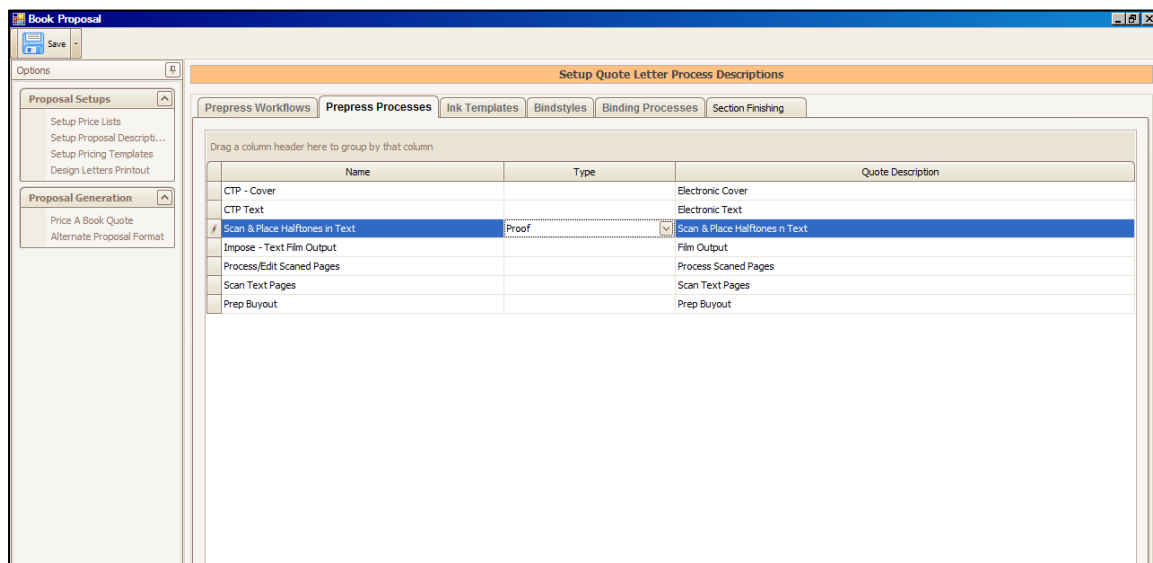 Book Proposal
Save
Options
Setup Quote Letter Process Descriptions
Proposal Setups
Setup Price Lists
Setup Proposal Descripti...
Setup Pricing Templates
Design Letters Printout
Proposal Generation
Price A Book Quote
Alternate Proposal Format
Prepress Workflows Prepress Processes Ink Templates Bindstyles Binding Processes Section Finishing
Drag a column header here to group by that column
Name Type Quote Description
CTP - Cover Electronic Cover
CTP Text Electronic Text
Scan & Place Halftones in Text Proof Scan & Place Halftones n Text
Impose - Text Film Output Film Output
Process/Edit Scaned Pages Process Scaned Pages
Scan Text Pages Scan Text Pages
Prep Buyout Prep Buyout